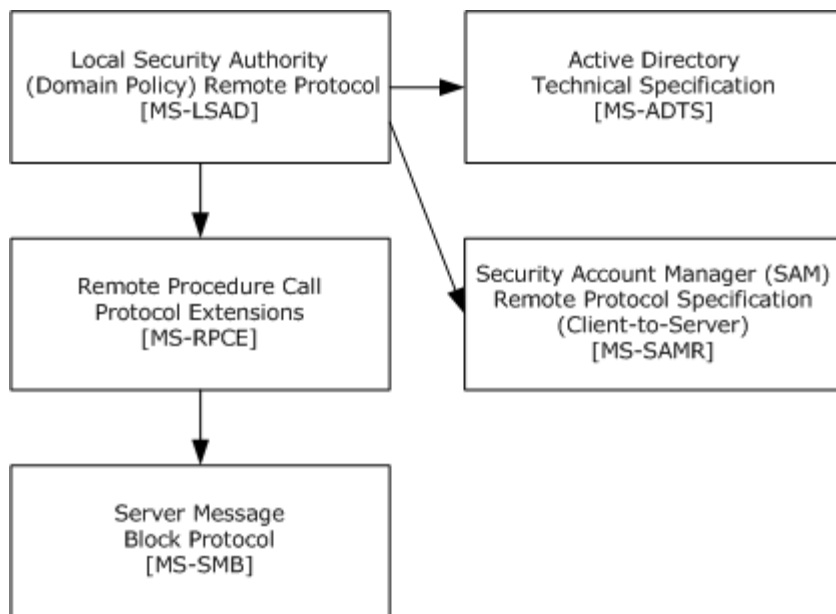 Local Security Authority
(Domain Policy) Remote Protocol
[MS-LSAD]
Active Directory
Technical Specification
[MS-ADTS]
Remote Procedure Call
Protocol Extensions
[MS-RPCE]
Security Account Manager (SAM)
Remote Protocol Specification
(Client-to-Server)
[MS-SAMR]
Server Message
Block Protocol
[MS-SMB]